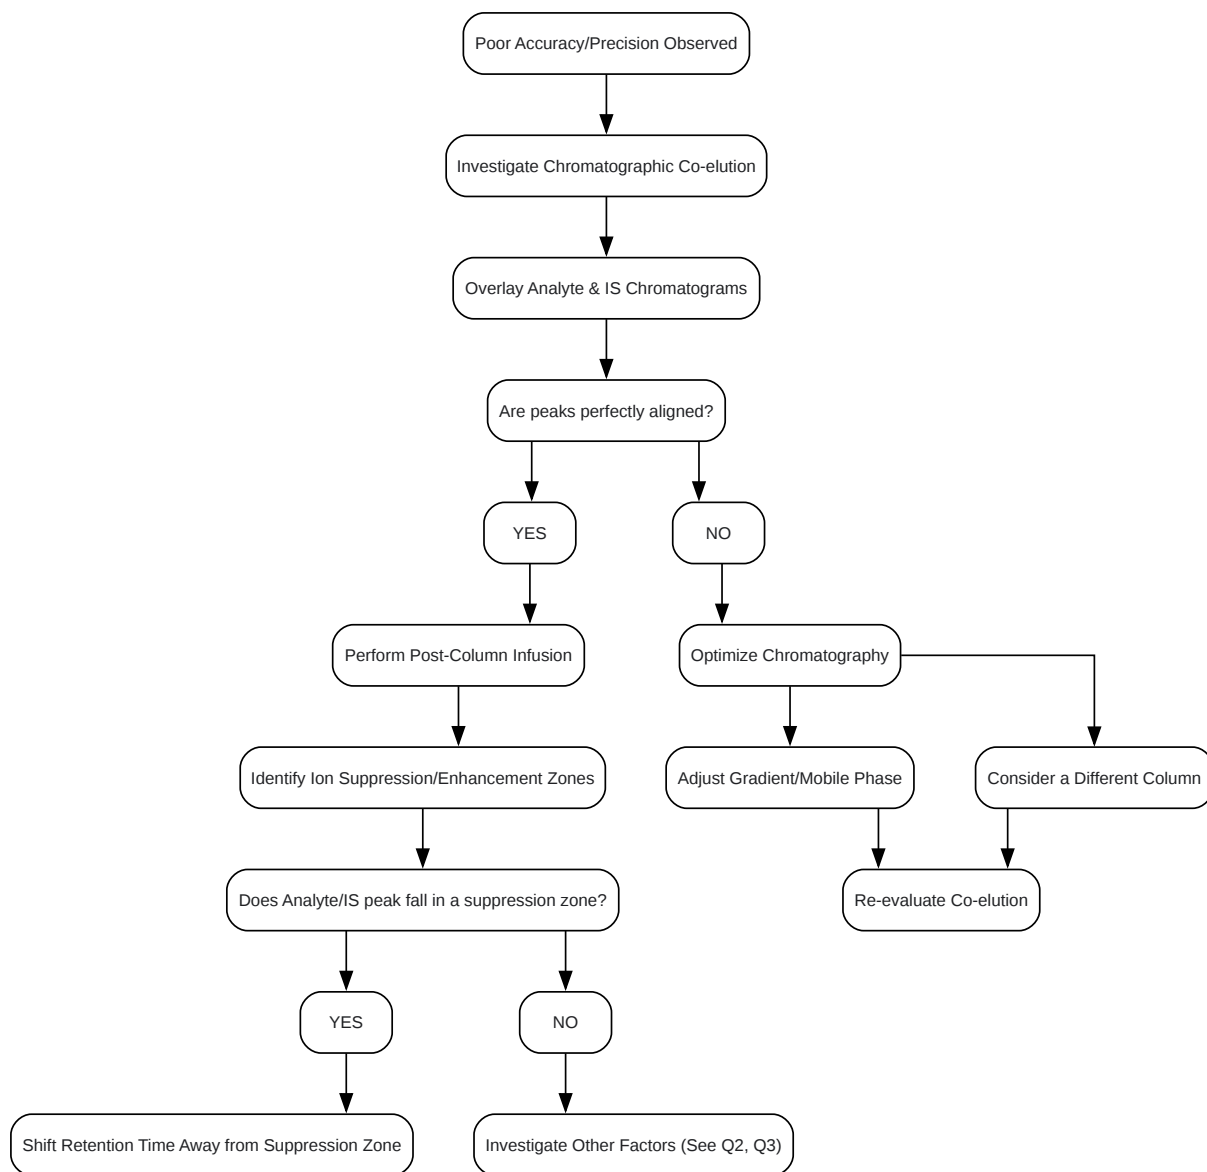 Poor Accuracy/Precision Observed
Investigate Chromatographic Co-elution
Overlay Analyte & IS Chromatograms
Are peaks perfectly aligned?
YES
NO
Perform Post-Column Infusion
Optimize Chromatography
Identify Ion Suppression/Enhancement Zones
Adjust Gradient/Mobile Phase
Consider a Different Column
Does Analyte/IS peak fall in a suppression zone?
Re-evaluate Co-elution
YES
NO
Shift Retention Time Away from Suppression Zone
Investigate Other Factors (See Q2, Q3)